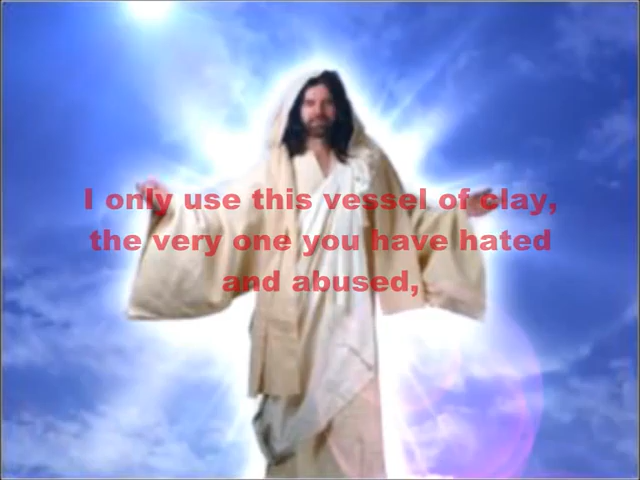 I only use this vessel of clay,
the very one you have hated
and abused,